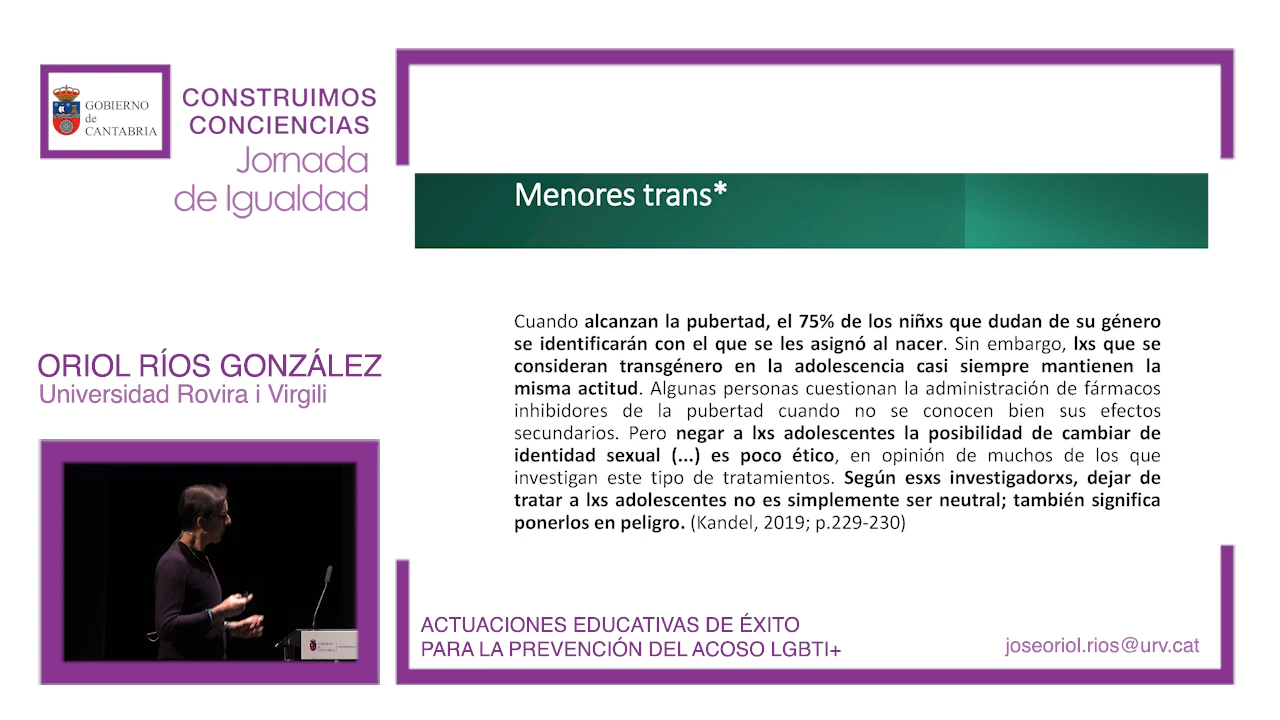 GOBIERNO
de
CANTABRIA
CONSTRUIMOS
CONCIENCIAS
Jornada
de Igualdad
ORIOL RÍOS GONZÁLEZ
Universidad Rovira i Virgili
Menores trans*
Cuando alcanzan la pubertad, el 75% de los niñxs que dudan de su género
se identificarán con el que se les asignó al nacer. Sin embargo, lxs que se
consideran transgénero en la adolescencia casi siempre mantienen la
misma actitud. Algunas personas cuestionan la administración de fármacos
inhibidores de la pubertad cuando no se conocen bien sus efectos
secundarios. Pero negar a lxs adolescentes la posibilidad de cambiar de
identidad sexual (...) es poco ético, en opinión de muchos de los que
investigan este tipo de tratamientos. Según esxs investigadorxs, dejar de
tratar a lxs adolescentes no es simplemente ser neutral; también significa
ponerlos en peligro. (Kandel, 2019; p.229-230)
ACTUACIONES EDUCATIVAS DE ÉXITO
PARA LA PREVENCIÓN DEL ACOSO LGBTI+
joseoriol.rios@urv.cat